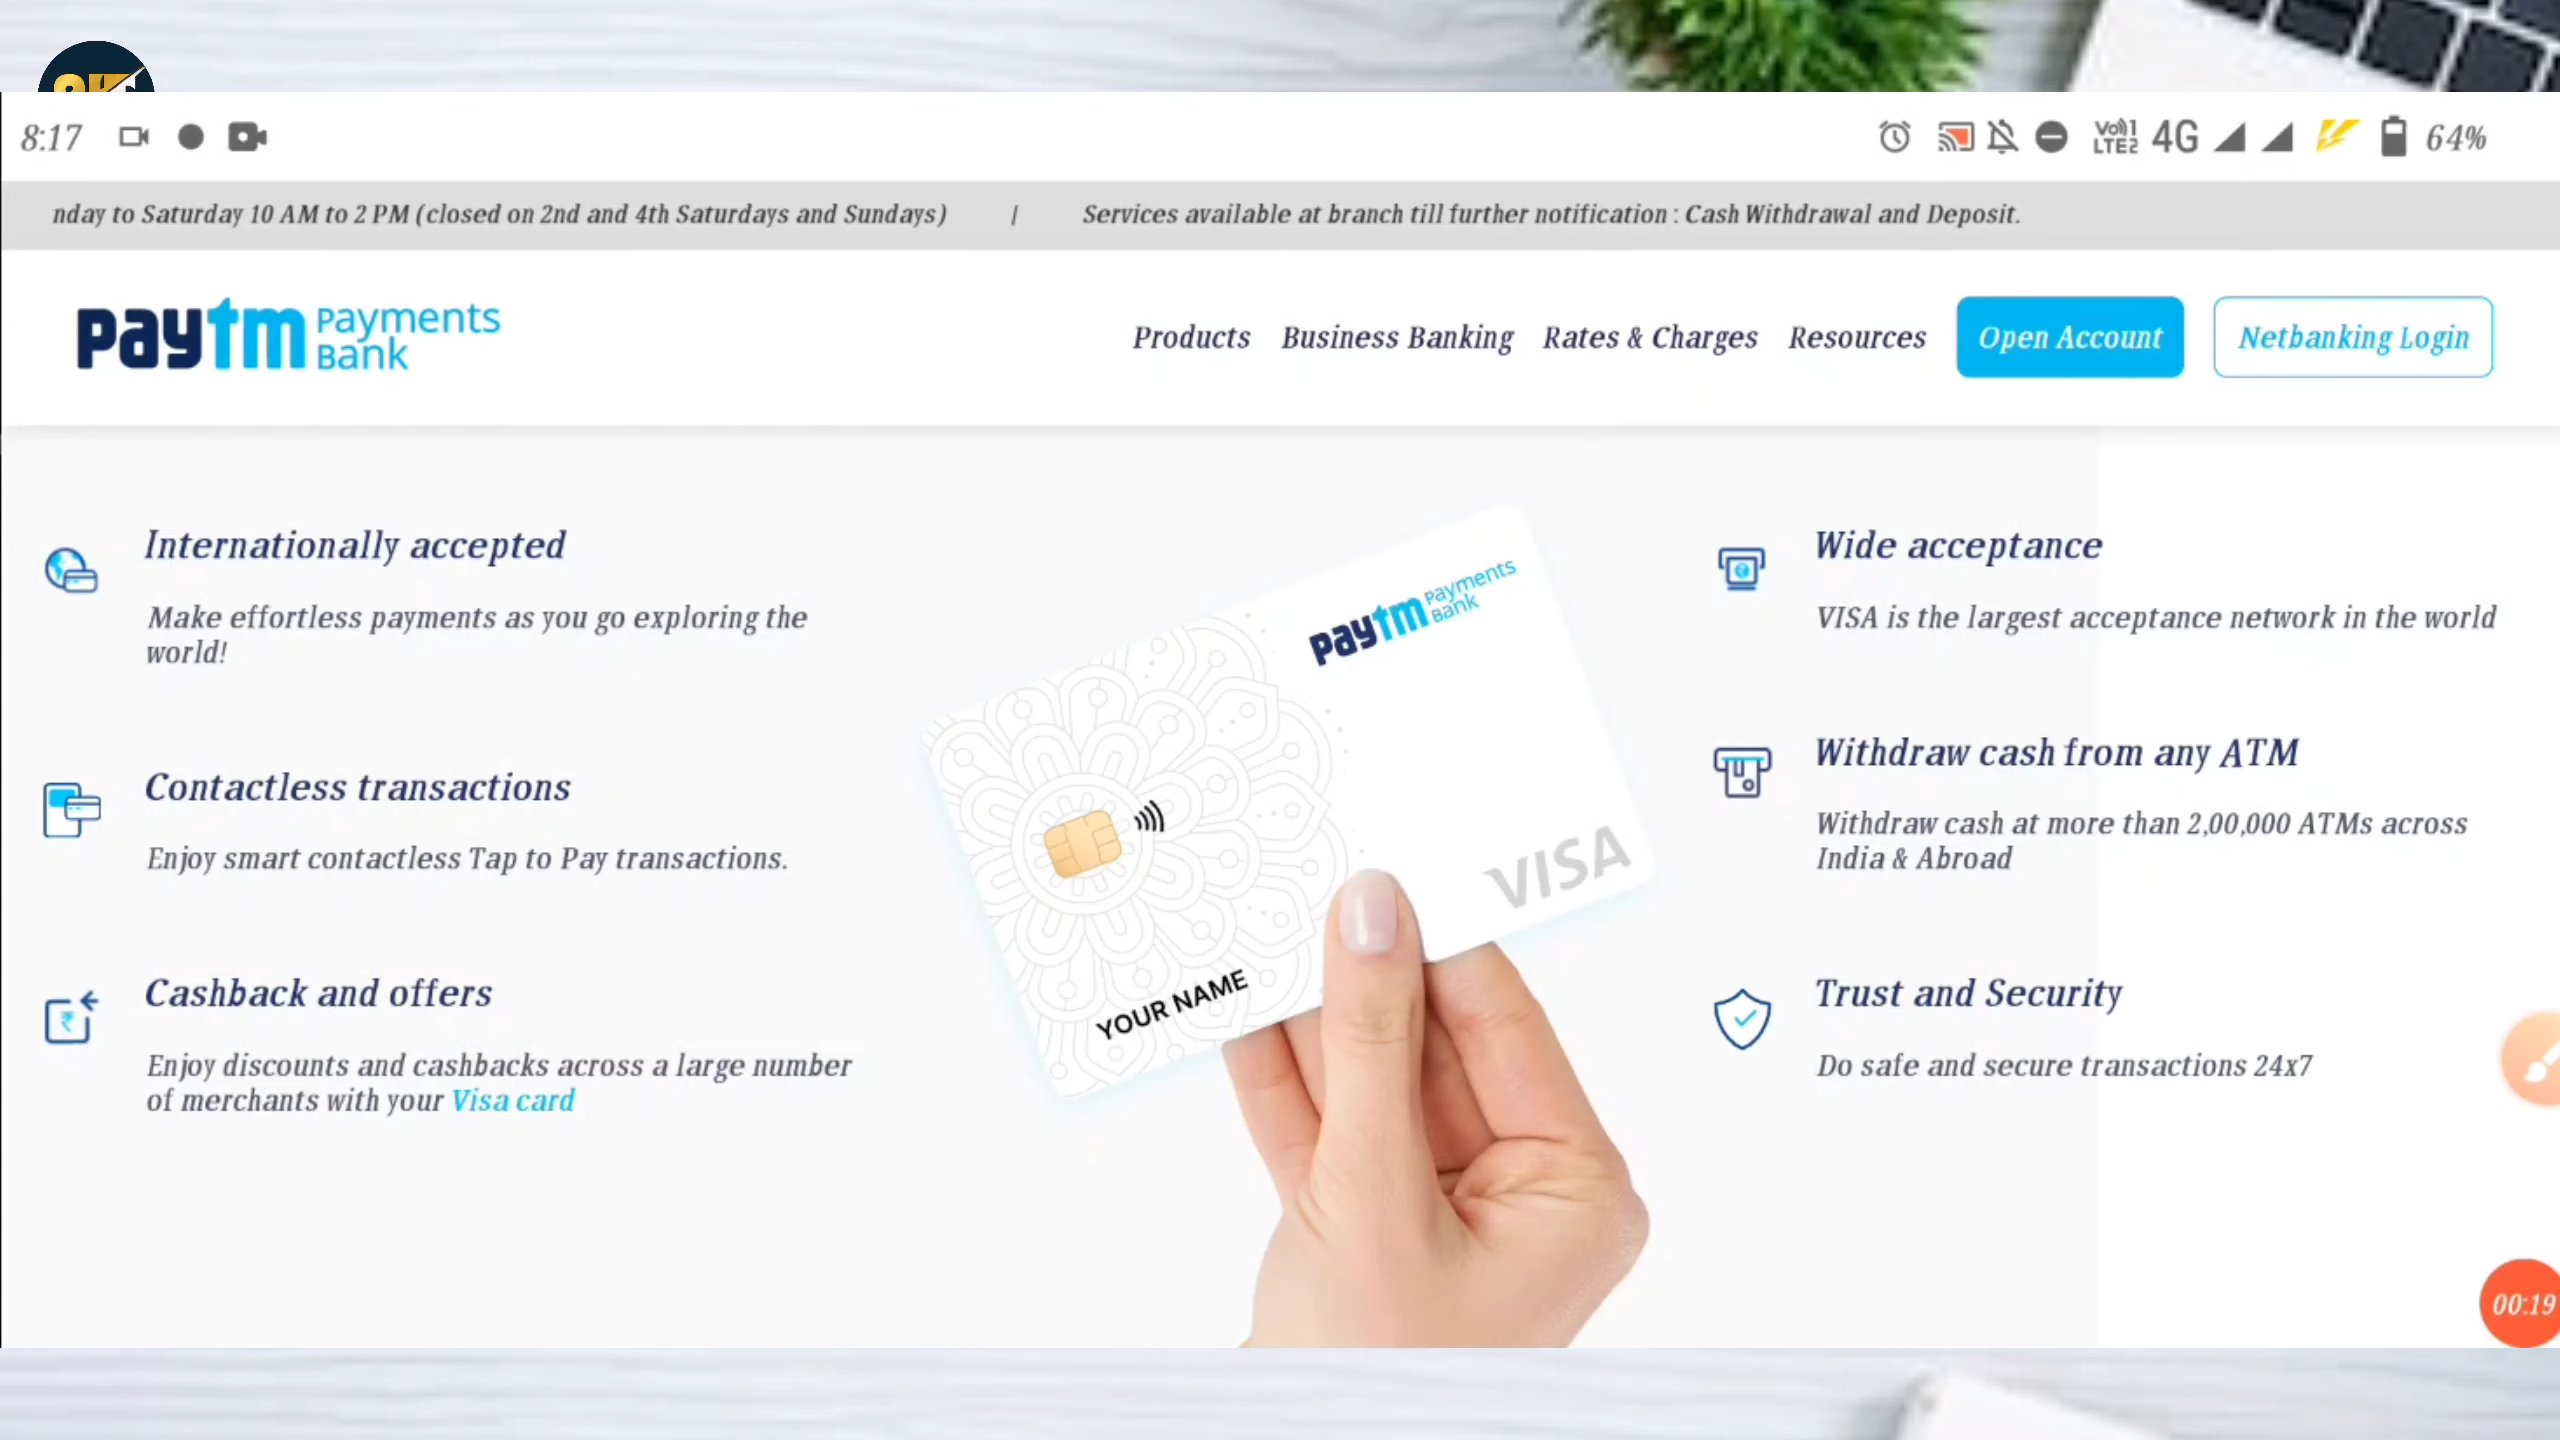 8:17
Vo)) 1
LTE2
4G
64%
nday to Saturday 10 AM to 2 PM (closed on 2nd and 4th Saturdays and Sundays) | Services available at branch till further notification : Cash Withdrawal and Deposit.
paytm Payments Bank
Products
Business Banking
Rates & Charges
Resources
Open Account
Netbanking Login
Internationally accepted
Make effortless payments as you go exploring the
world!
Contactless transactions
Enjoy smart contactless Tap to Pay transactions.
Cashback and offers
Enjoy discounts and cashbacks across a large number
of merchants with your Visa card
paytm Payments Bank
VISA
YOUR NAME
Wide acceptance
VISA is the largest acceptance network in the world
Withdraw cash from any ATM
Withdraw cash at more than 2,00,000 ATMs across
India & Abroad
Trust and Security
Do safe and secure transactions 24x7
00:19